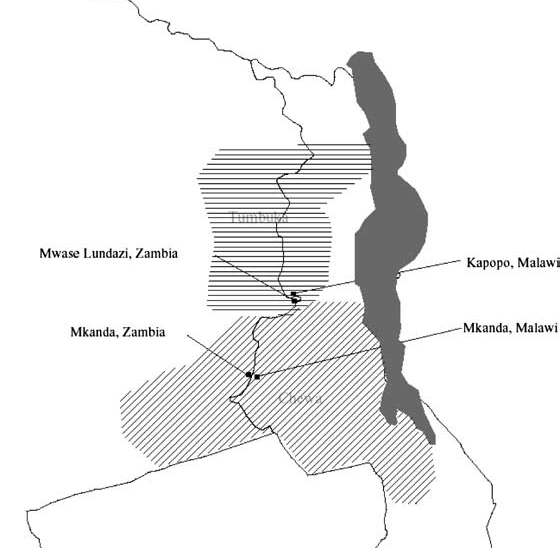 Tumbuka
Mwase Lundazi, Zambia
Kapopo, Malawi
Mkanda, Zambia
Mkanda, Malawi
Chewa